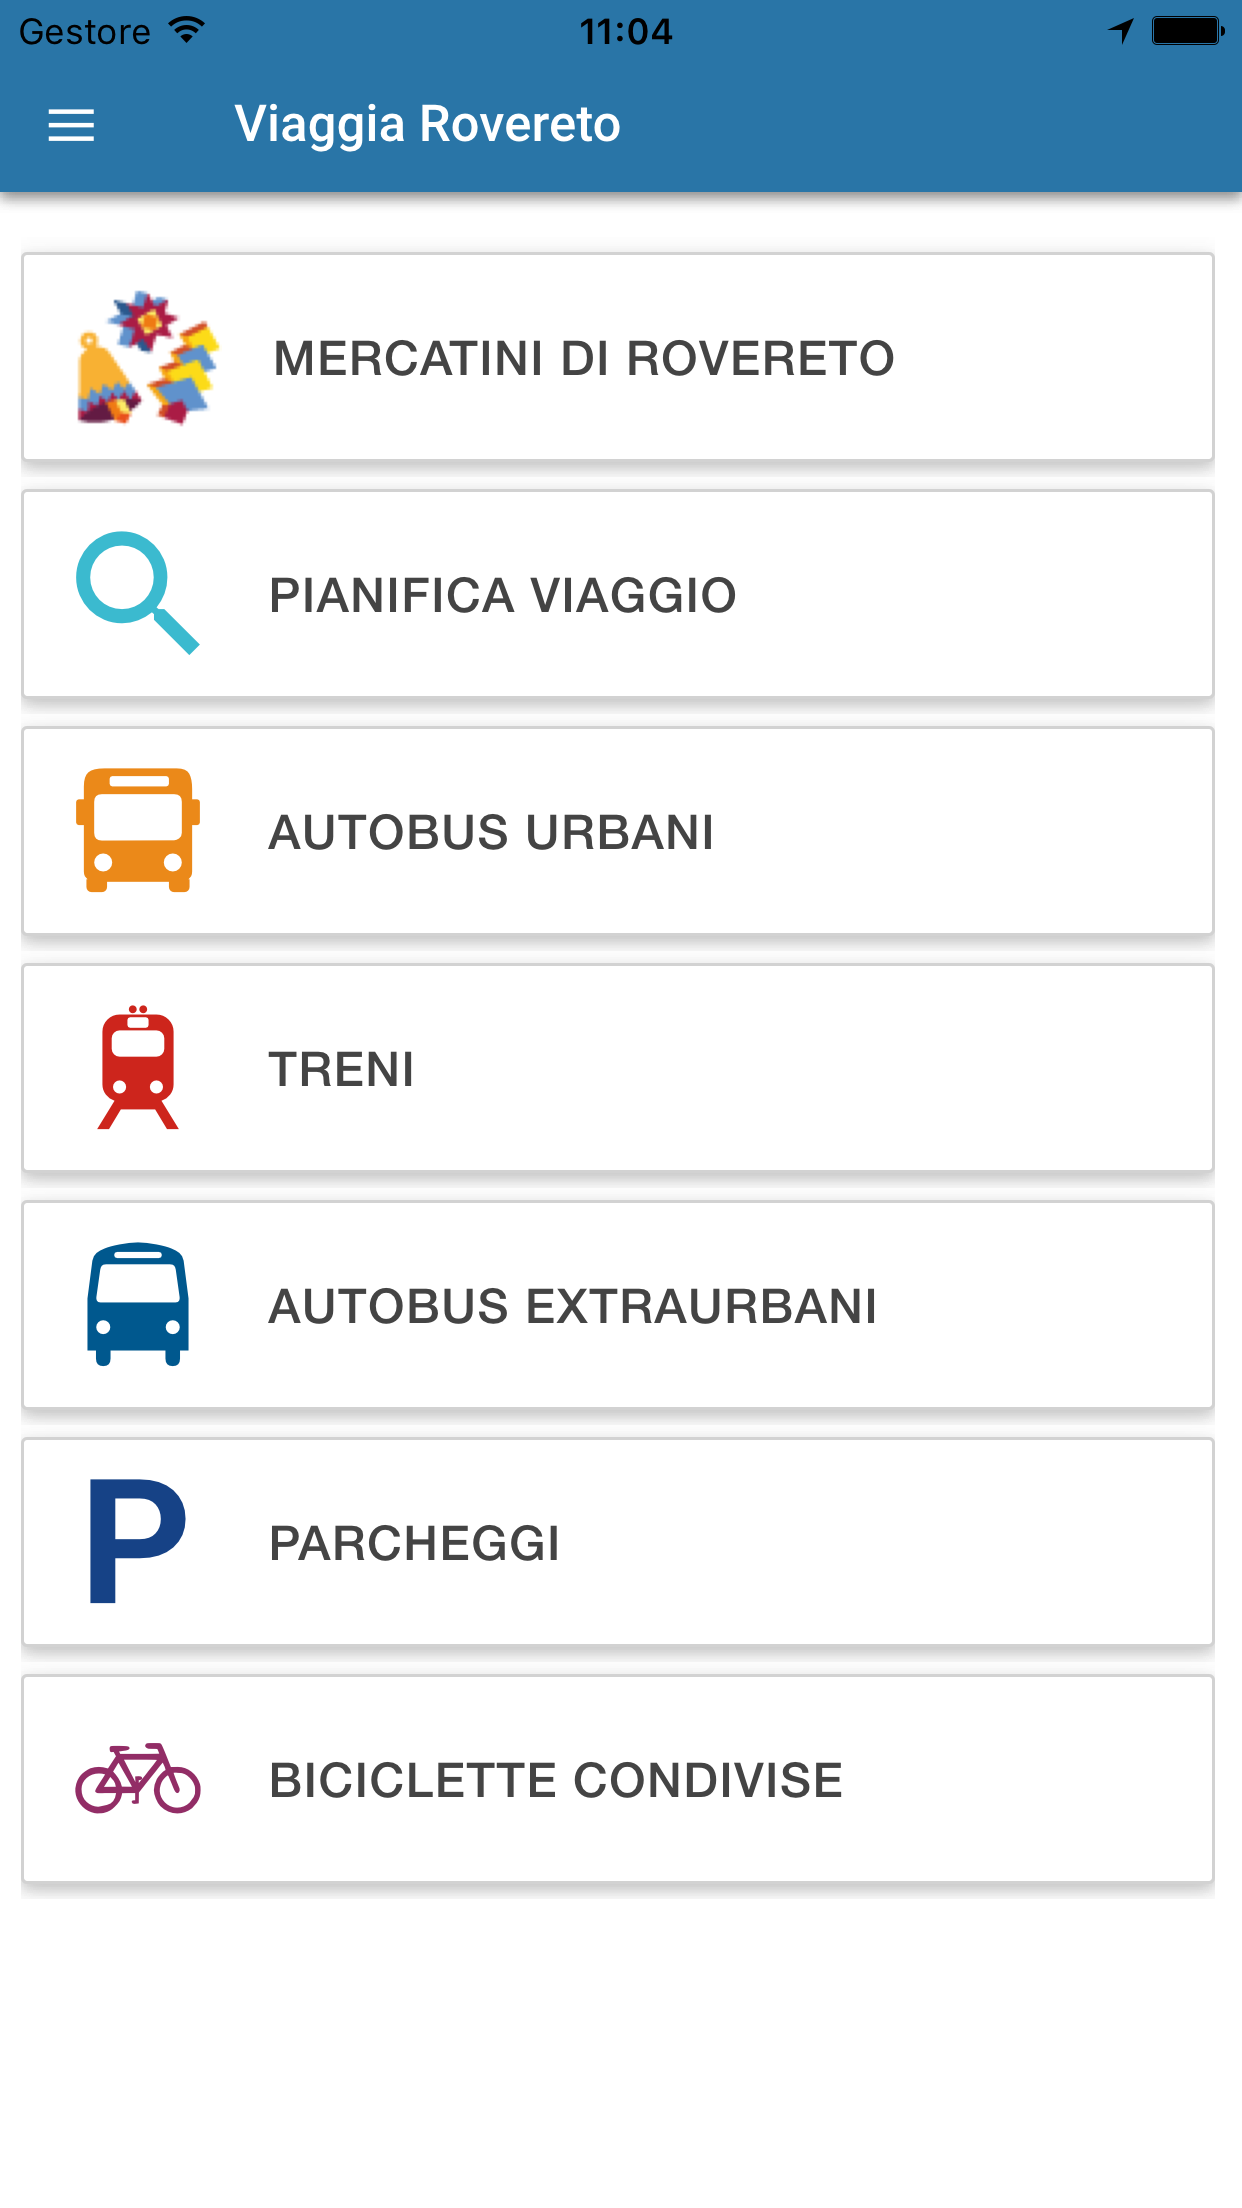 Gestore 11:04
Viaggia Rovereto
MERCATINI DI ROVERETO
PIANIFICA VIAGGIO
AUTOBUS URBANI
TRENI
AUTOBUS EXTRAURBANI
P PARCHEGGI
BICICLETTE CONDIVISE